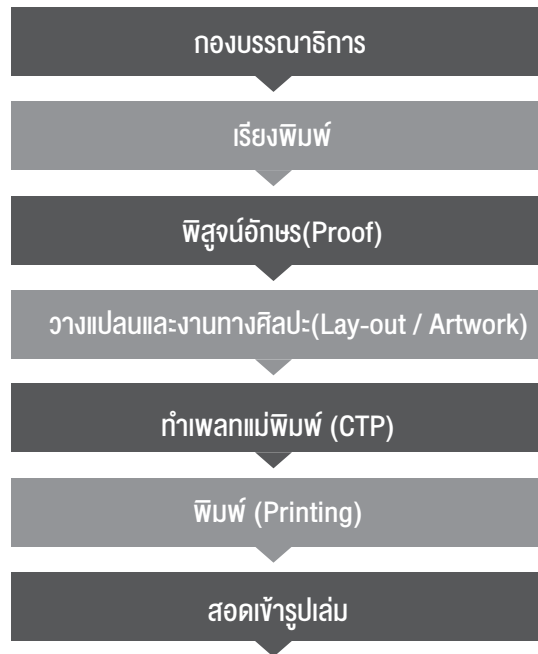 กองบรรณาธิการ
เรียงพิมพ์
พิสูจน์อักษร(Proof)
วางแปลนและงานทางศิลปะ(Lay-out / Artwork)
ทำเพลทแม่พิมพ์ (CTP)
พิมพ์ (Printing)
สอดเข้ารูปเล่ม